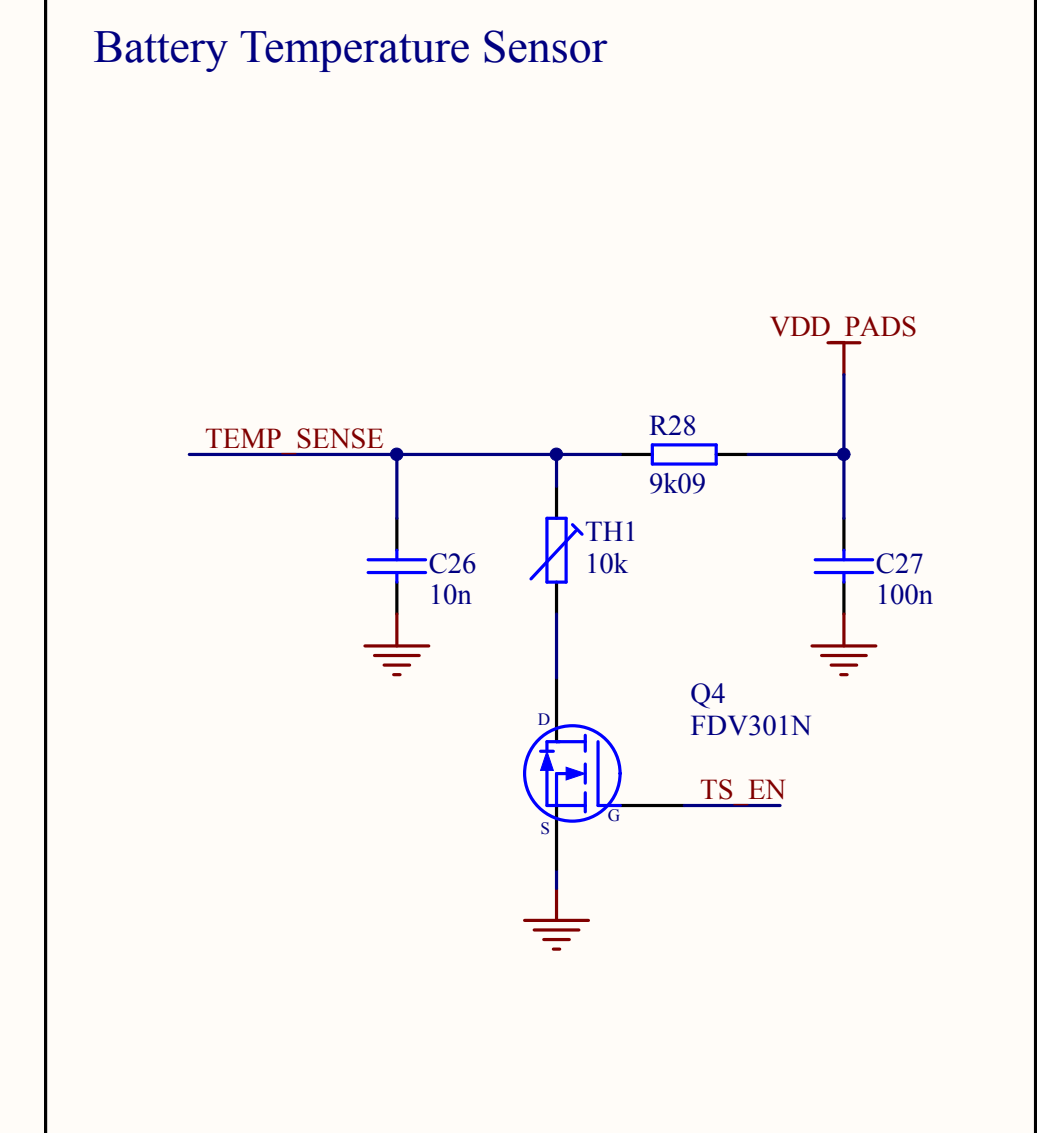 Battery Temperature Sensor
VDD_PADS
TEMP_SENSE
R28
9k09
TH1
10k
C26
10n
C27
100n
Q4
FDV301N
D
TS_EN
G
S